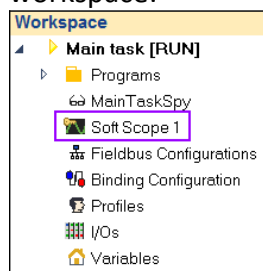 Workspace
Main task [RUN]
Programs
MainTaskSpy
Soft Scope 1
Fieldbus Configurations
Binding Configuration
Profiles
I/Os
Variables